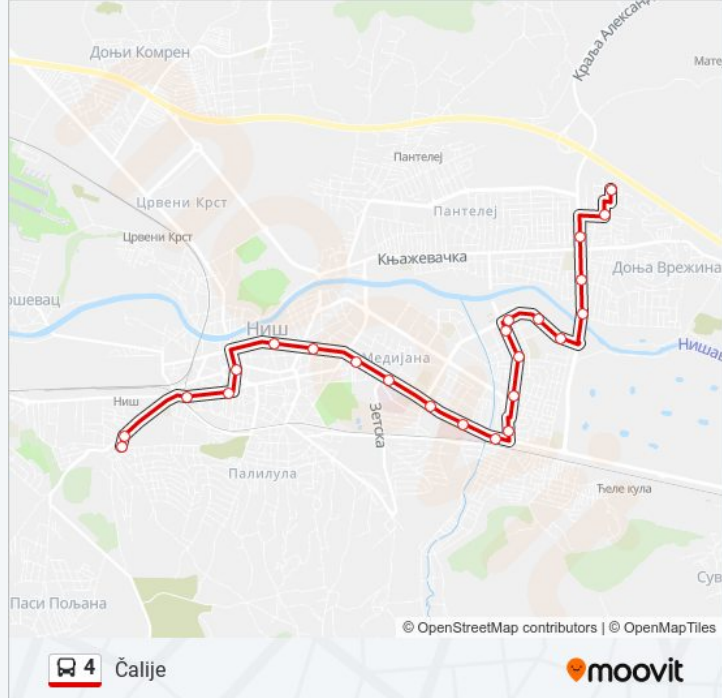 Доњи Комрен
Краља Александ
Мате
Пантелеј
Црвени Крст
Пантелеј
Црвени Крст
Књажевачка
Доња Врежина
ошевац
Ниш
Нишав
Медијана
Ниш
Зетска
Палилула
Ћеле кула
Сув
Паси Пољана
© OpenStreetMap contributors | © OpenMapTiles
4 Čalije
moovit